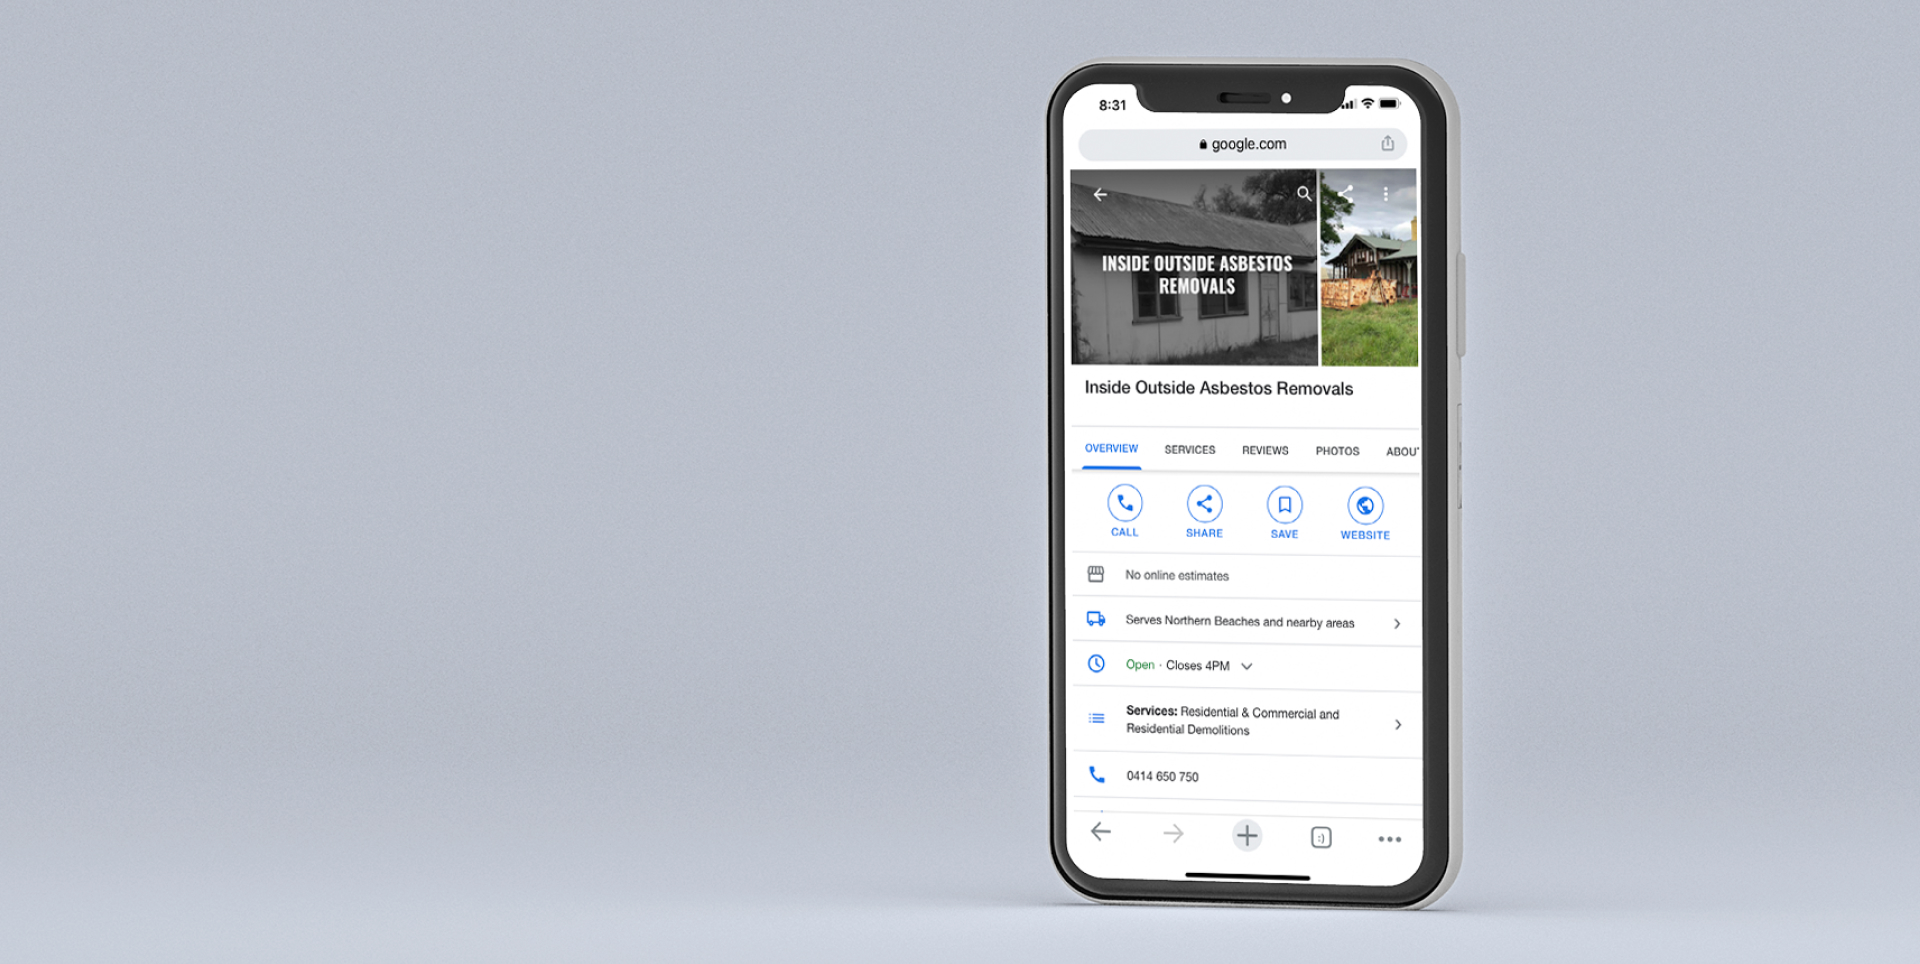 8:31
google.com
INSIDE OUTSIDE ASBESTOS
REMOVALS
Inside Outside Asbestos Removals
OVERVIEW SERVICES REVIEWS PHOTOS ABOU
CALL SHARE SAVE WEBSITE
No online estimates
Serves Northern Beaches and nearby areas
Open · Closes 4PM
Services: Residential & Commercial and
Residential Demolitions
0414 650 750
:)